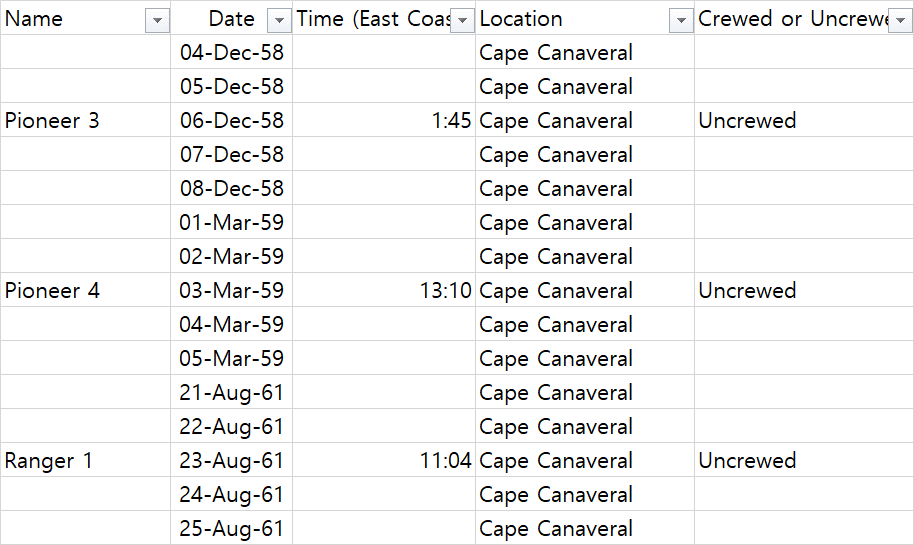 Name Date Time (East Coas Location Crewed or Uncrewe
04-Dec-58 Cape Canaveral
05-Dec-58 Cape Canaveral
Pioneer 3 06-Dec-58 1:45 Cape Canaveral Uncrewed
07-Dec-58 Cape Canaveral
08-Dec-58 Cape Canaveral
01-Mar-59 Cape Canaveral
02-Mar-59 Cape Canaveral
Pioneer 4 03-Mar-59 13:10 Cape Canaveral Uncrewed
04-Mar-59 Cape Canaveral
05-Mar-59 Cape Canaveral
21-Aug-61 Cape Canaveral
22-Aug-61 Cape Canaveral
Ranger 1 23-Aug-61 11:04 Cape Canaveral Uncrewed
24-Aug-61 Cape Canaveral
25-Aug-61 Cape Canaveral